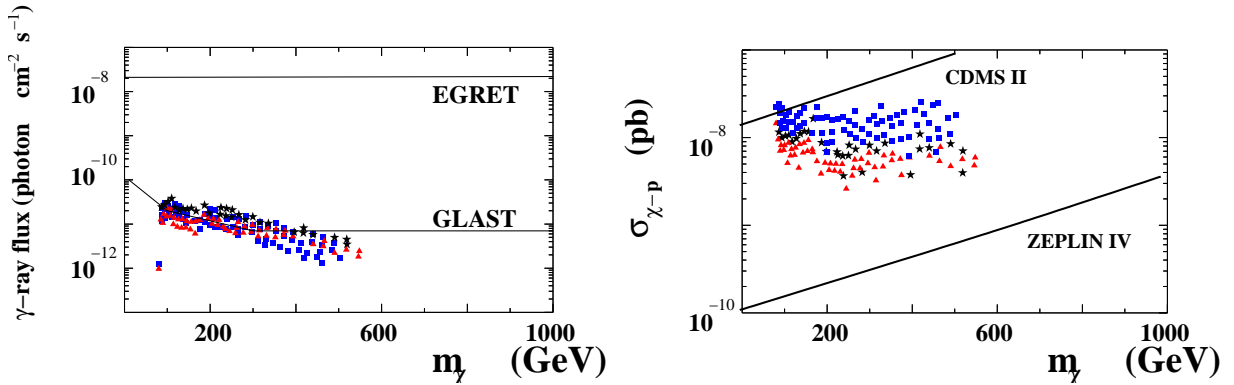 γ−ray flux (photon cm⁻² s⁻¹)
10⁻⁸
10⁻¹⁰
10⁻¹²
EGRET
GLAST
200
600
1000
mχ (GeV)
σχ−p (pb)
10⁻⁸
10⁻¹⁰
CDMS II
ZEPLIN IV
200
600
1000
mχ (GeV)